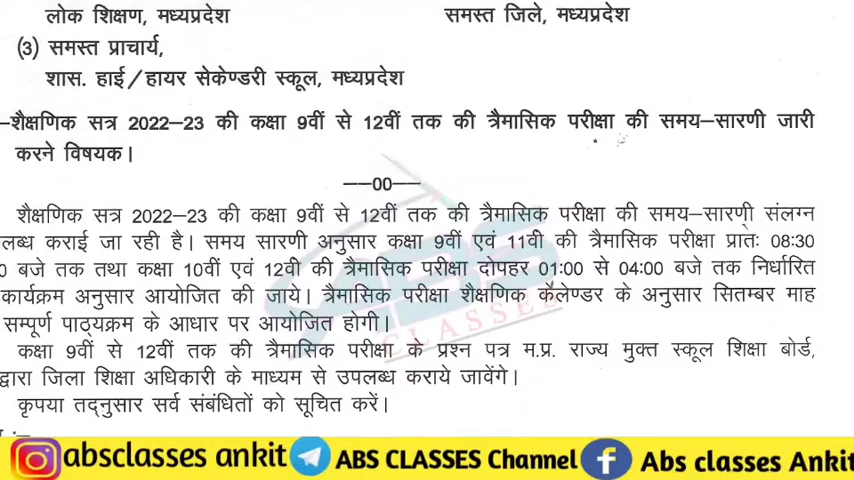 लोक शिक्षण, मध्यप्रदेश समस्त जिले, मध्यप्रदेश
(3) समस्त प्राचार्य,
शास. हाई/हायर सेकेण्डरी स्कूल, मध्यप्रदेश
–शैक्षणिक सत्र 2022–23 की कक्षा 9वीं से 12वीं तक की त्रैमासिक परीक्षा की समय–सारणी जारी
करने विषयक।
––00––
शैक्षणिक सत्र 2022–23 की कक्षा 9वीं से 12वीं तक की त्रैमासिक परीक्षा की समय–सारणी संलग्न
लब्ध कराई जा रही है। समय सारणी अनुसार कक्षा 9वीं एवं 11वी की त्रैमासिक परीक्षा प्रातः 08:30
0 बजे तक तथा कक्षा 10वीं एवं 12वी की त्रैमासिक परीक्षा दोपहर 01:00 से 04:00 बजे तक निर्धारित
कार्यक्रम अनुसार आयोजित की जाये। त्रैमासिक परीक्षा शैक्षणिक कैलेण्डर के अनुसार सितम्बर माह
सम्पूर्ण पाठ्यक्रम के आधार पर आयोजित होगी।
कक्षा 9वीं से 12वीं तक की त्रैमासिक परीक्षा के प्रश्न पत्र म.प्र. राज्य मुक्त स्कूल शिक्षा बोर्ड,
द्वारा जिला शिक्षा अधिकारी के माध्यम से उपलब्ध कराये जावेंगे।
कृपया तद्नुसार सर्व संबंधितों को सूचित करें।
ABS
CLASSES
absclasses ankit ABS CLASSES Channel Abs classes Ankit